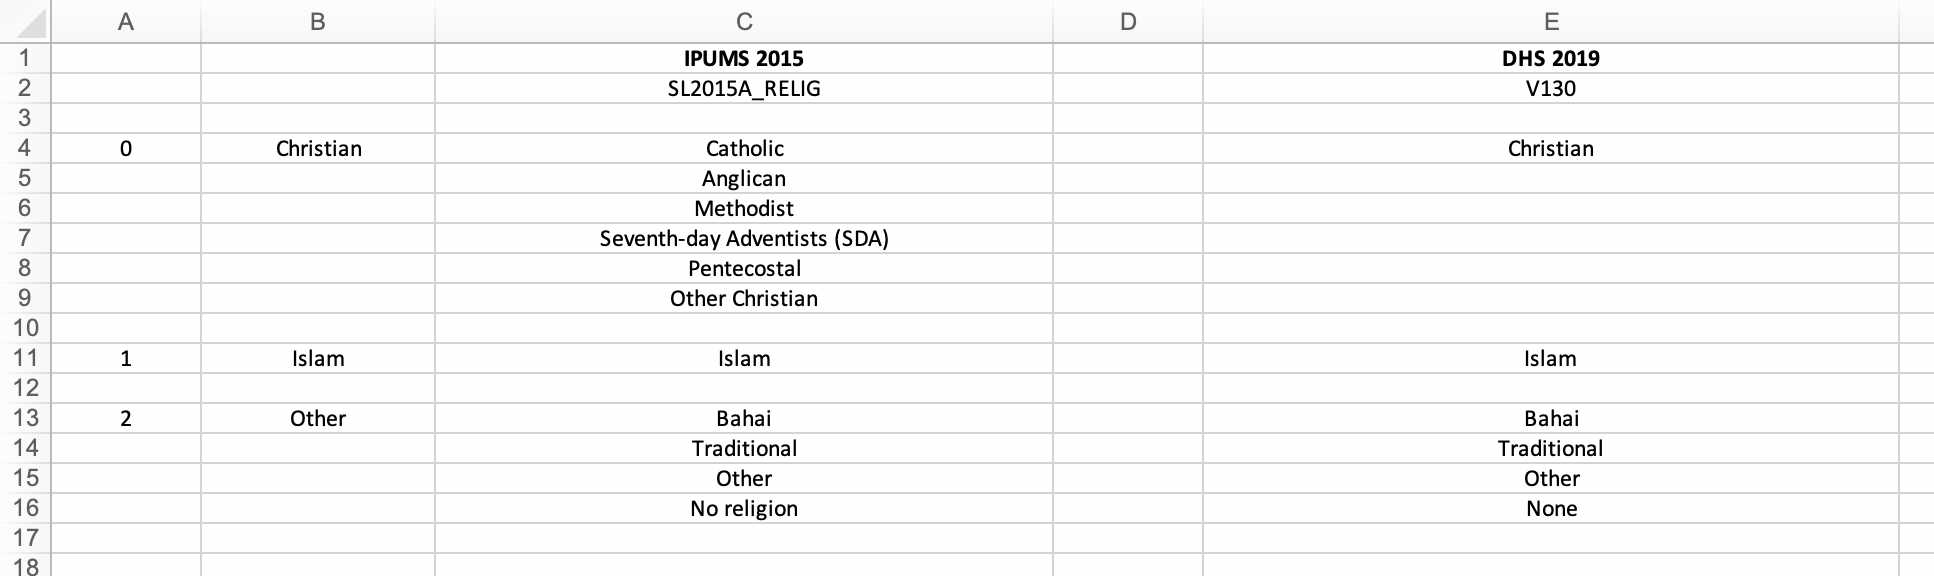 A B C D E
1 IPUMS 2015 DHS 2019
2 SL2015A_RELIG V130
3
4 0 Christian Catholic Christian
5 Anglican
6 Methodist
7 Seventh-day Adventists (SDA)
8 Pentecostal
9 Other Christian
10
11 1 Islam Islam Islam
12
13 2 Other Bahai Bahai
14 Traditional Traditional
15 Other Other
16 No religion None
17
18